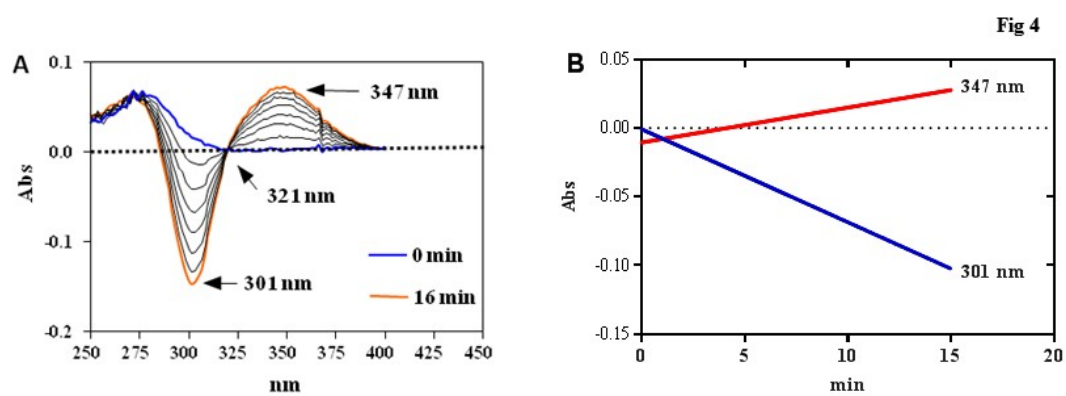 Fig 4
A
0.1
0.0
-0.1
-0.2
Abs
347 nm
321 nm
301 nm
0 min
16 min
250 275 300 325 350 375 400 425 450
nm
B
0.05
0.00
-0.05
-0.10
-0.15
Abs
347 nm
301 nm
0 5 10 15 20
min